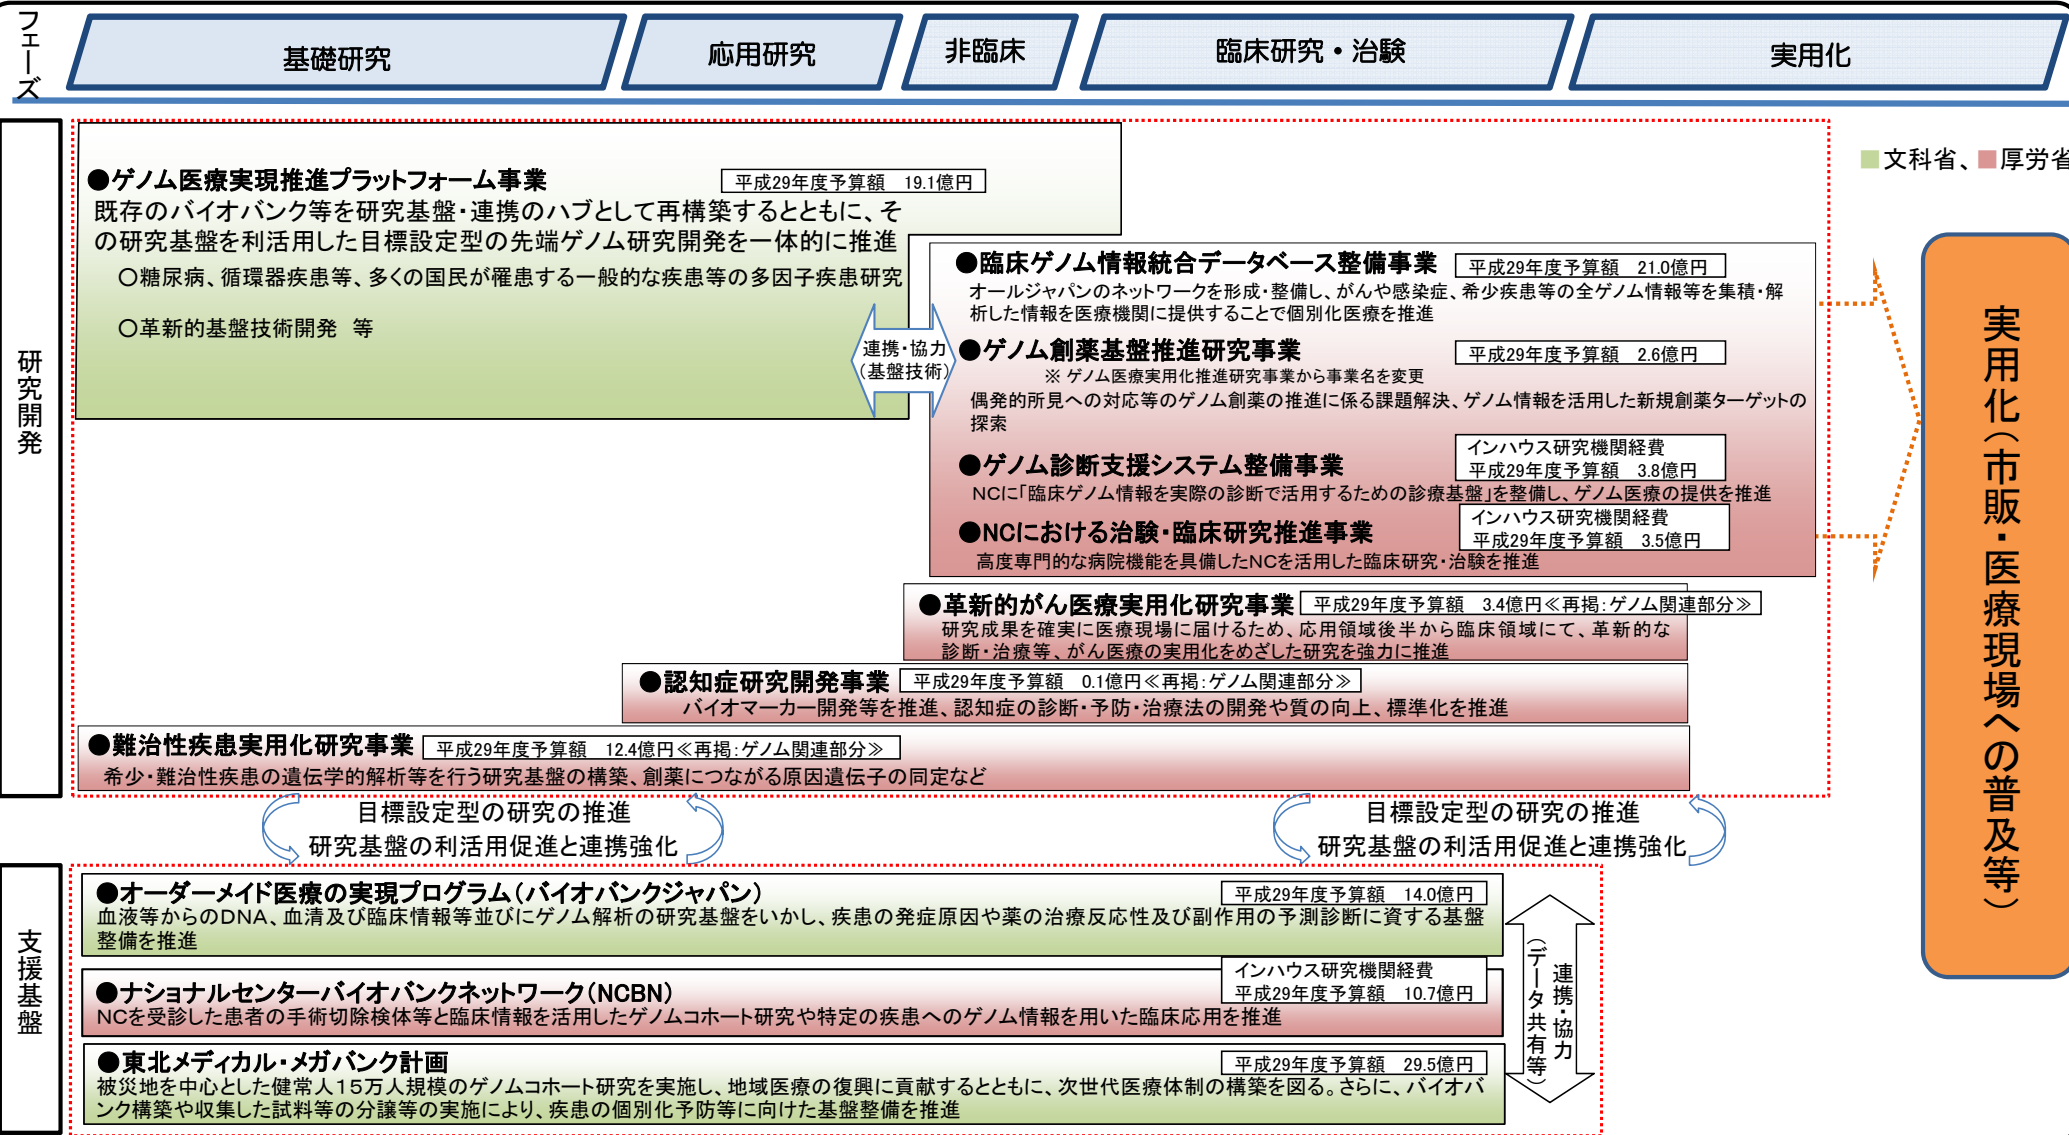 フェーズ
基礎研究
応用研究
非臨床
臨床研究・治験
実用化
研究開発
■文科省、■厚労省
●ゲノム医療実現推進プラットフォーム事業
平成29年度予算額 19.1億円
既存のバイオバンク等を研究基盤・連携のハブとして再構築するとともに、そ
の研究基盤を利活用した目標設定型の先端ゲノム研究開発を一体的に推進
○糖尿病、循環器疾患等、多くの国民が罹患する一般的な疾患等の多因子疾患研究
○革新的基盤技術開発 等
連携・協力
(基盤技術)
●臨床ゲノム情報統合データベース整備事業
平成29年度予算額 21.0億円
オールジャパンのネットワークを形成・整備し、がんや感染症、希少疾患等の全ゲノム情報等を集積・解
析した情報を医療機関に提供することで個別化医療を推進
●ゲノム創薬基盤推進研究事業
平成29年度予算額 2.6億円
※ ゲノム医療実用化推進研究事業から事業名を変更
偶発的所見への対応等のゲノム創薬の推進に係る課題解決、ゲノム情報を活用した新規創薬ターゲットの
探索
●ゲノム診断支援システム整備事業
インハウス研究機関経費
平成29年度予算額 3.8億円
NCに「臨床ゲノム情報を実際の診断で活用するための診療基盤」を整備し、ゲノム医療の提供を推進
●NCにおける治験・臨床研究推進事業
インハウス研究機関経費
平成29年度予算額 3.5億円
高度専門的な病院機能を具備したNCを活用した臨床研究・治験を推進
●革新的がん医療実用化研究事業
平成29年度予算額 3.4億円≪再掲:ゲノム関連部分≫
研究成果を確実に医療現場に届けるため、応用領域後半から臨床領域にて、革新的な
診断・治療等、がん医療の実用化をめざした研究を強力に推進
●認知症研究開発事業
平成29年度予算額 0.1億円≪再掲:ゲノム関連部分≫
バイオマーカー開発等を推進、認知症の診断・予防・治療法の開発や質の向上、標準化を推進
●難治性疾患実用化研究事業
平成29年度予算額 12.4億円≪再掲:ゲノム関連部分≫
希少・難治性疾患の遺伝学的解析等を行う研究基盤の構築、創薬につながる原因遺伝子の同定など
実用化(市販・医療現場への普及等)
目標設定型の研究の推進
研究基盤の利活用促進と連携強化
目標設定型の研究の推進
研究基盤の利活用促進と連携強化
支援基盤
●オーダーメイド医療の実現プログラム(バイオバンクジャパン)
平成29年度予算額 14.0億円
血液等からのDNA、血清及び臨床情報等並びにゲノム解析の研究基盤をいかし、疾患の発症原因や薬の治療反応性及び副作用の予測診断に資する基盤
整備を推進
●ナショナルセンターバイオバンクネットワーク(NCBN)
インハウス研究機関経費
平成29年度予算額 10.7億円
NCを受診した患者の手術切除検体等と臨床情報を活用したゲノムコホート研究や特定の疾患へのゲノム情報を用いた臨床応用を推進
●東北メディカル・メガバンク計画
平成29年度予算額 29.5億円
被災地を中心とした健常人15万人規模のゲノムコホート研究を実施し、地域医療の復興に貢献するとともに、次世代医療体制の構築を図る。さらに、バイオバ
ンク構築や収集した試料等の分譲等の実施により、疾患の個別化予防等に向けた基盤整備を推進
連携・協力
(データ共有等)